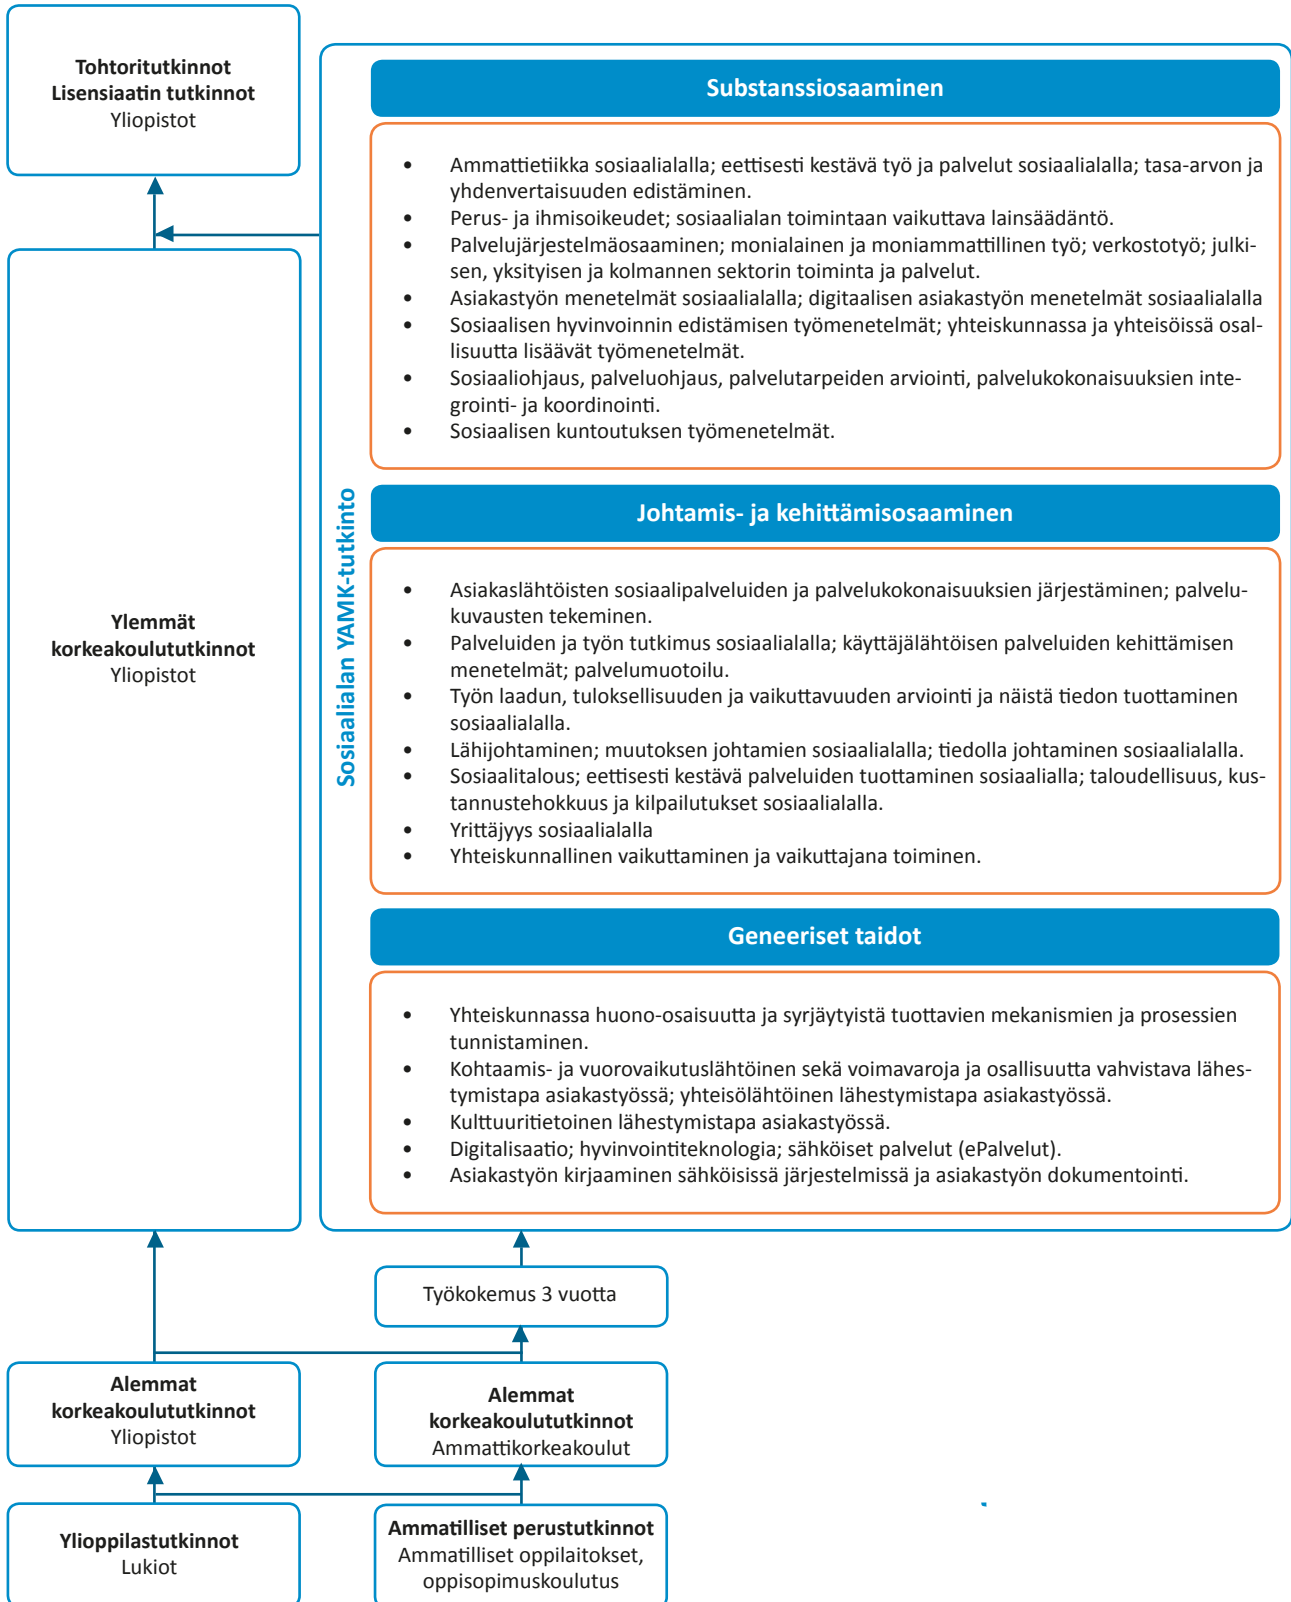 Tohtoritutkinnot
Lisensiaatin tutkinnot
Yliopistot
Substanssiosaaminen
• Ammattietiikka sosiaalialalla; eettisesti kestävä työ ja palvelut sosiaalialalla; tasa-arvon ja
yhdenvertaisuuden edistäminen.
• Perus- ja ihmisoikeudet; sosiaalialan toimintaan vaikuttava lainsäädäntö.
• Palvelujärjestelmäosaaminen; monialainen ja moniammattillinen työ; verkostotyö; julki-
sen, yksityisen ja kolmannen sektorin toiminta ja palvelut.
• Asiakastyön menetelmät sosiaalialalla; digitaalisen asiakastyön menetelmät sosiaalialalla
• Sosiaalisen hyvinvoinnin edistämisen työmenetelmät; yhteiskunnassa ja yhteisöissä osal-
lisuutta lisäävät työmenetelmät.
• Sosiaaliohjaus, palveluohjaus, palvelutarpeiden arviointi, palvelukokonaisuuksien inte-
grointi- ja koordinointi.
• Sosiaalisen kuntoutuksen työmenetelmät.
Sosiaalialan YAMK-tutkinto
Johtamis- ja kehittämisosaaminen
• Asiakaslähtöisten sosiaalipalveluiden ja palvelukokonaisuuksien järjestäminen; palvelu-
kuvausten tekeminen.
• Palveluiden ja työn tutkimus sosiaalialalla; käyttäjälähtöisen palveluiden kehittämisen
menetelmät; palvelumuotoilu.
• Työn laadun, tuloksellisuuden ja vaikuttavuuden arviointi ja näistä tiedon tuottaminen
sosiaalialalla.
• Lähijohtaminen; muutoksen johtamien sosiaalialalla; tiedolla johtaminen sosiaalialalla.
• Sosiaalitalous; eettisesti kestävä palveluiden tuottaminen sosiaalialla; taloudellisuus, kus-
tannustehokkuus ja kilpailutukset sosiaalialalla.
• Yrittäjyys sosiaalialalla
• Yhteiskunnallinen vaikuttaminen ja vaikuttajana toiminen.
Ylemmät
korkeakoulututkinnot
Yliopistot
Geneeriset taidot
• Yhteiskunnassa huono-osaisuutta ja syrjäytyistä tuottavien mekanismien ja prosessien
tunnistaminen.
• Kohtaamis- ja vuorovaikutuslähtöinen sekä voimavaroja ja osallisuutta vahvistava lähes-
tymistapa asiakastyössä; yhteisölähtöinen lähestymistapa asiakastyössä.
• Kulttuuritietoinen lähestymistapa asiakastyössä.
• Digitalisaatio; hyvinvointiteknologia; sähköiset palvelut (ePalvelut).
• Asiakastyön kirjaaminen sähköisissä järjestelmissä ja asiakastyön dokumentointi.
Työkokemus 3 vuotta
Alemmat
korkeakoulututkinnot
Yliopistot
Alemmat
korkeakoulututkinnot
Ammattikorkeakoulut
Ylioppilastutkinnot
Lukiot
Ammatilliset perustutkinnot
Ammatilliset oppilaitokset,
oppisopimuskoulutus